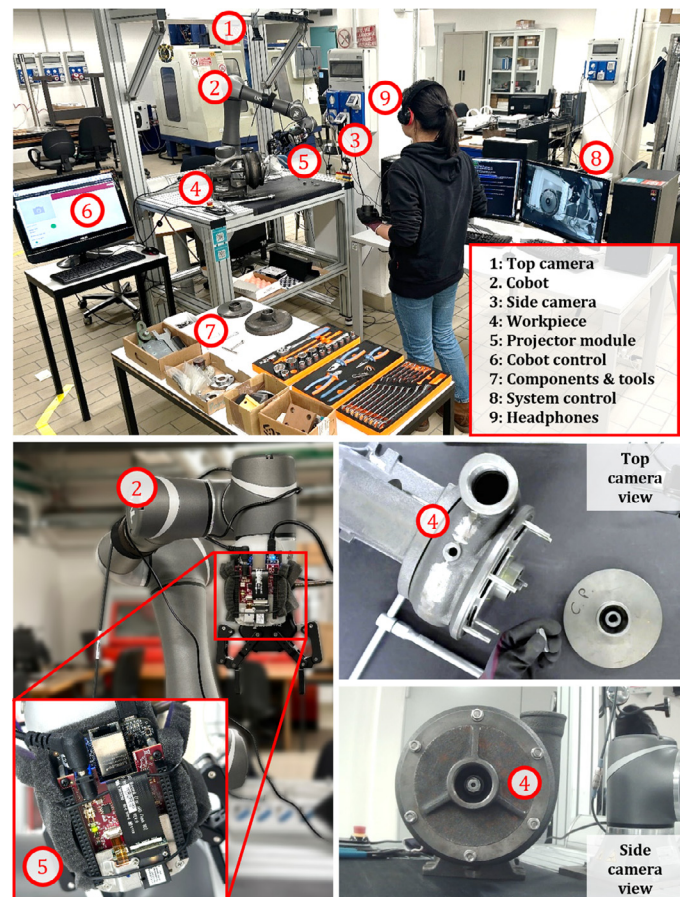 1
2
9
3
5
4
8
6
7
1: Top camera
2. Cobot
3: Side camera
4: Workpiece
5: Projector module
6: Cobot control
7: Components & tools
8: System control
9: Headphones
2
5
Top
camera
view
4
C P
4
Side
camera
view